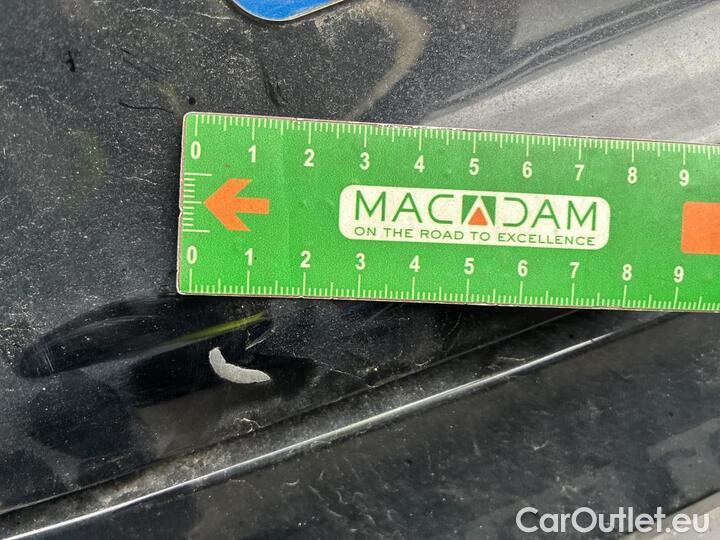 0 1 2 3 4 5 6 7 8 9
MACADAM
ON THE ROAD TO EXCELLENCE
0 1 2 3 4 5 6 7 8 9
CarOutlet.eu